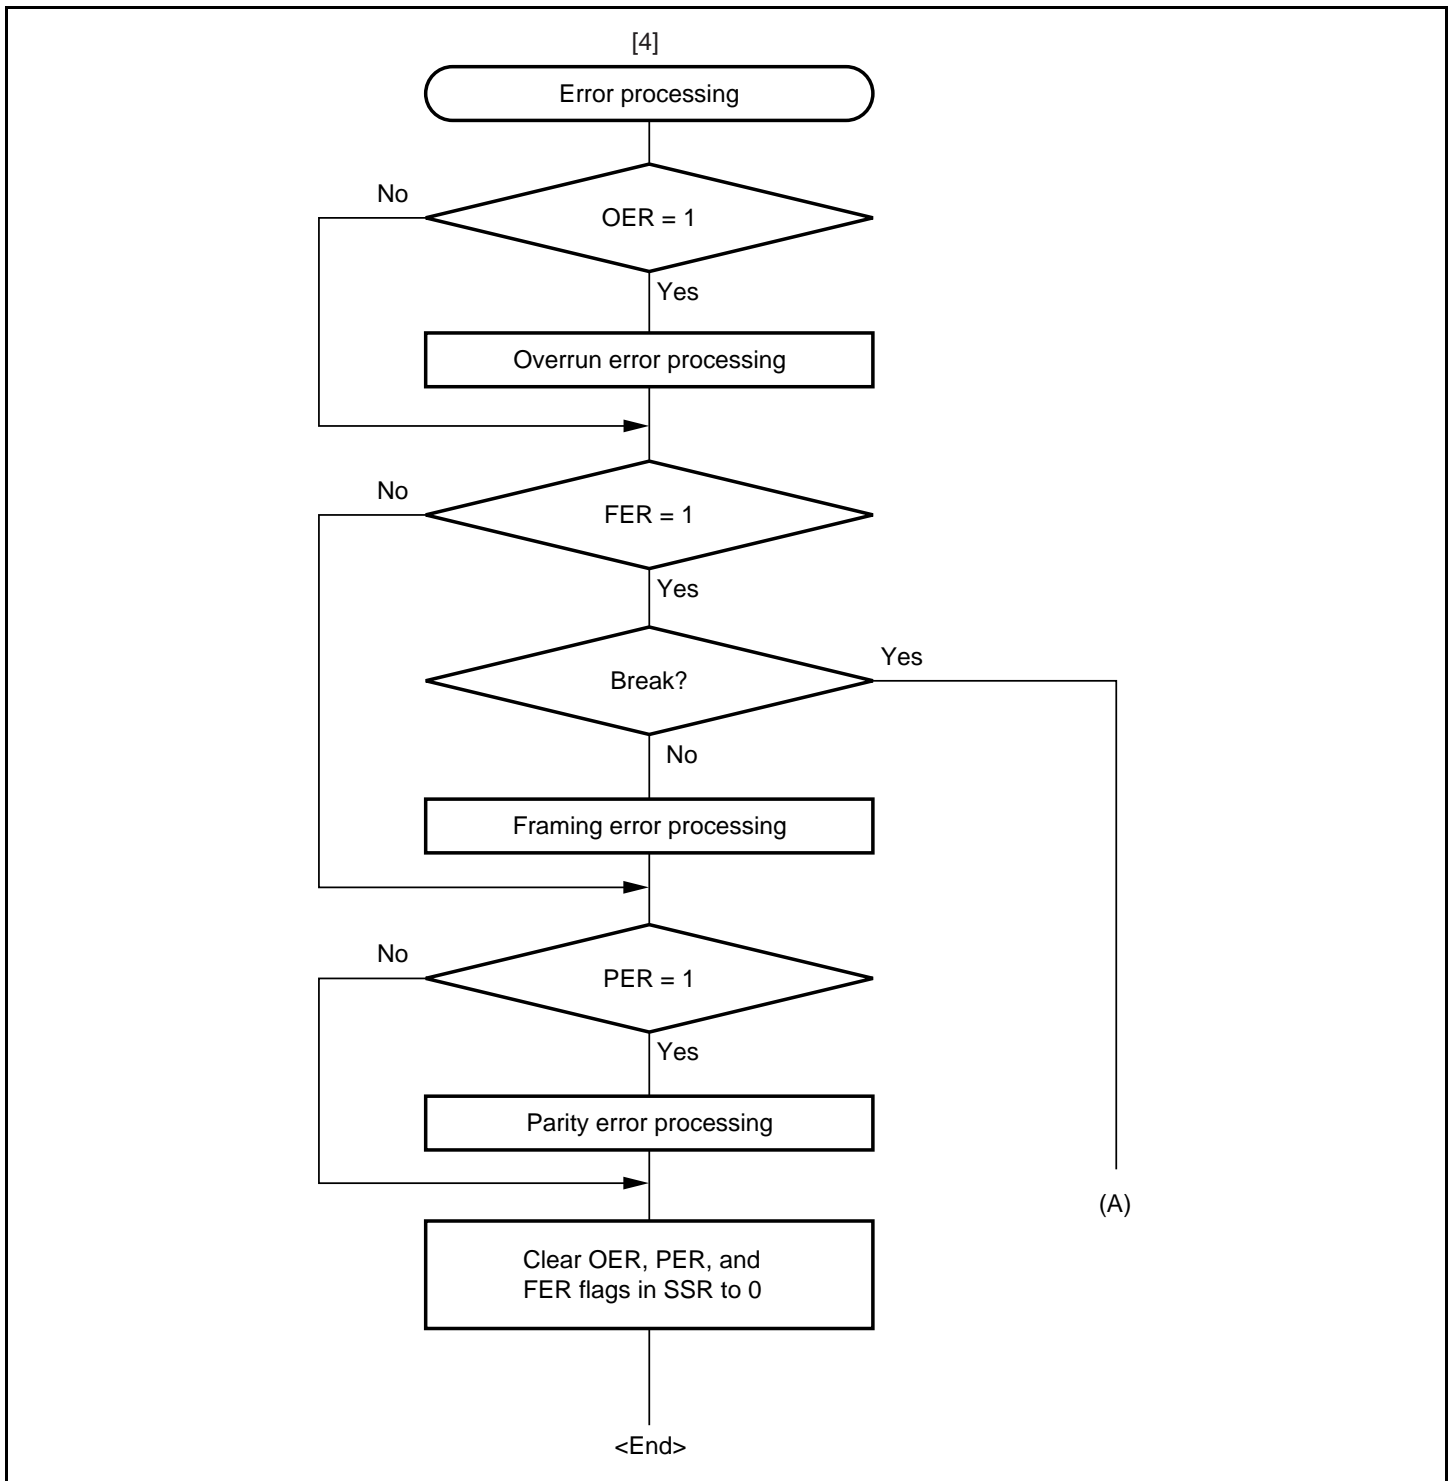 [4]
Error processing
No
OER = 1
Yes
Overrun error processing
No
FER = 1
Yes
Yes
Break?
No
Framing error processing
No
PER = 1
Yes
Parity error processing
(A)
Clear OER, PER, and
FER flags in SSR to 0
<End>